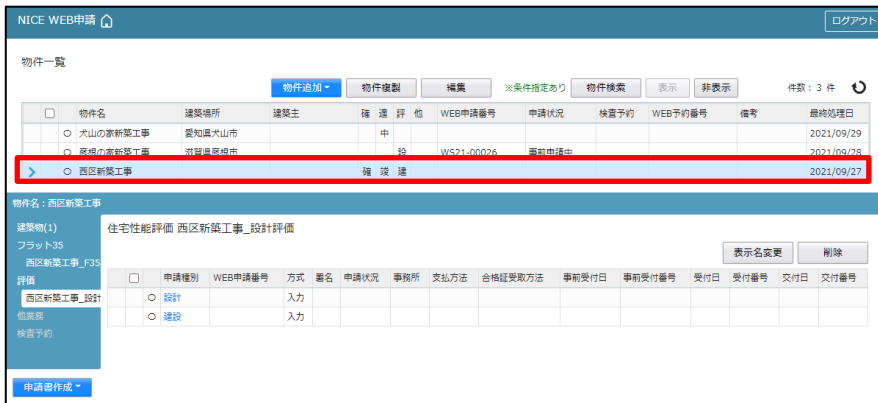 NICE WEB申請 ログアウト
物件一覧
物件追加 物件複製 編集 ※条件指定あり 物件検索 表示 非表示 件数: 3 件
物件名 建築場所 建築主 確 適 評 他 WEB申請番号 申請状況 検査予約 WEB予約番号 備考 最終処理日
○ 犬山の家新築工事 愛知県犬山市 中 2021/09/29
○ 彦根の家新築工事 滋賀県彦根市 設 WS21-00026 事前申請中 2021/09/28
○ 西区新築工事 確 竣 建 2021/09/27
物件名:西区新築工事
建築物(1)
フラット35
西区新築工事_F35
評価
西区新築工事_設計
他業務
検査予約
住宅性能評価 西区新築工事_設計評価
表示名変更 削除
申請種別 WEB申請番号 方式 署名 申請状況 事務所 支払方法 合格証受取方法 事前受付日 事前受付番号 受付日 受付番号 交付日 交付番号
○ 設計 入力
○ 建設 入力
申請書作成